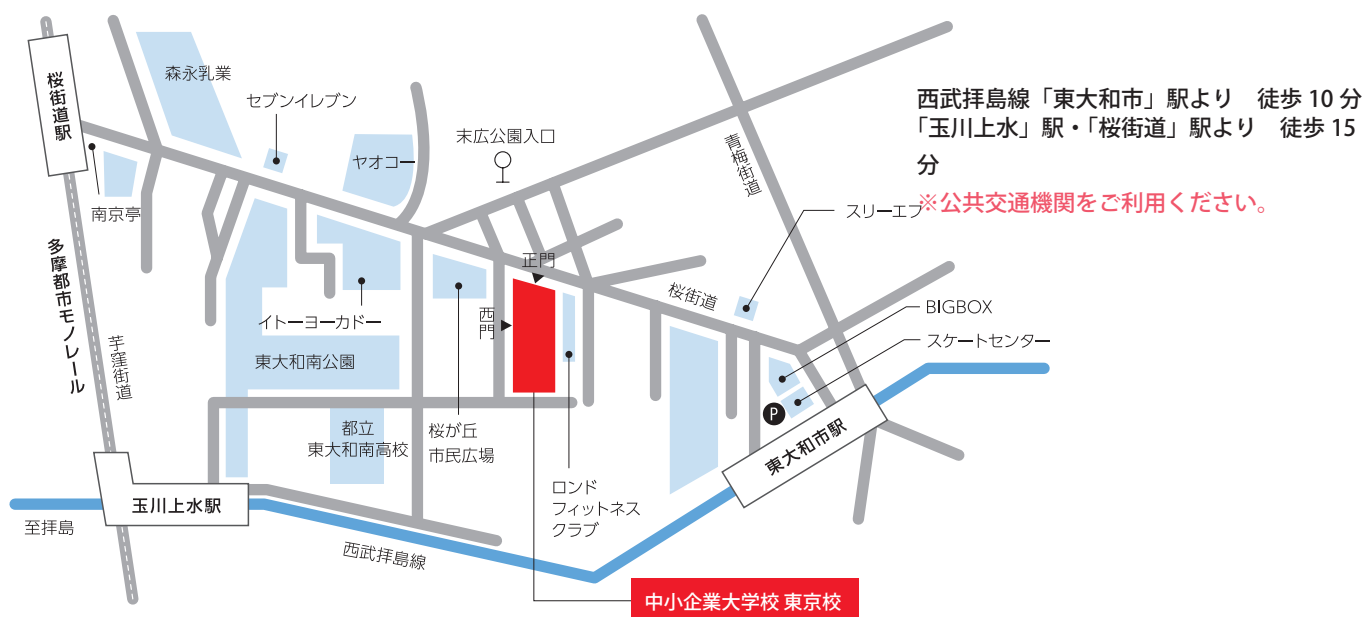 桜街道駅
森永乳業
セブンイレブン
ヤオコー
末広公園入口
青梅街道
西武拝島線「東大和市」駅より　徒歩 10 分
「玉川上水」駅・「桜街道」駅より　徒歩 15
分
※公共交通機関をご利用ください。
南京亭
スリーエフ
多摩都市モノレール
芋窪街道
正門
西門
桜街道
イトーヨーカドー
BIGBOX
スケートセンター
東大和南公園
P
都立
東大和南高校
桜が丘
市民広場
東大和市駅
ロンド
フィットネス
クラブ
玉川上水駅
至拝島
西武拝島線
中小企業大学校 東京校